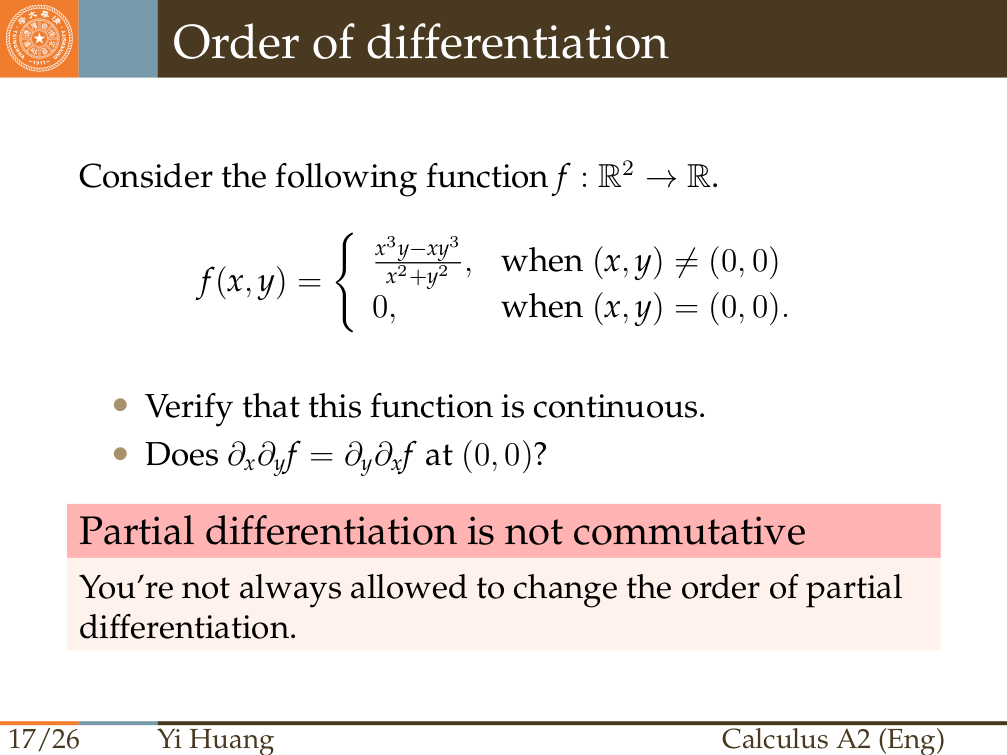 Order of differentiation
Consider the following function f : ℝ² → ℝ.
f(x, y) = { (x³y−xy³)/(x²+y²), when (x, y) ≠ (0, 0)
0, when (x, y) = (0, 0).
• Verify that this function is continuous.
• Does ∂ₓ∂ᵧf = ∂ᵧ∂ₓf at (0, 0)?
Partial differentiation is not commutative
You're not always allowed to change the order of partial
differentiation.
17/26 Yi Huang Calculus A2 (Eng)